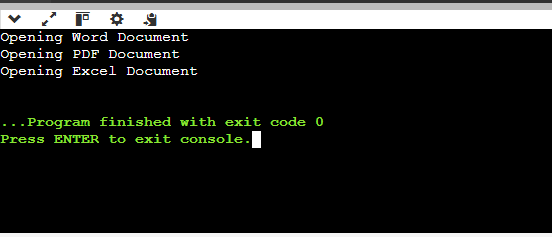 Opening Word Document
Opening PDF Document
Opening Excel Document
...Program finished with exit code 0
Press ENTER to exit console.